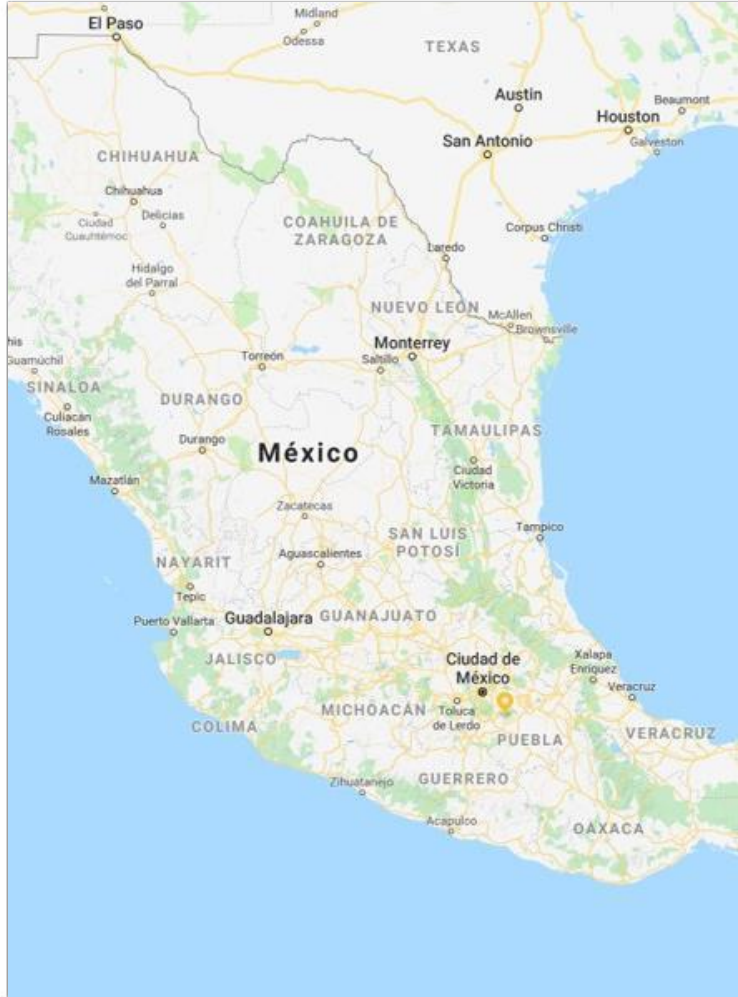 Midland
El Paso
Odessa
TEXAS
Austin
Beaumont
Houston
San Antonio
Galveston
CHIHUAHUA
Chihuahua
Delicias
Ciudad
Cuauhtémoc
COAHUILA DE
ZARAGOZA
Corpus Christi
Laredo
Hidalgo
del Parral
NUEVO LEÓN
McAllen
Brownsville
his
Guamúchil
Monterrey
Torreón
Saltillo
SINALOA
DURANGO
Culiacán
Rosales
TAMAULIPAS
Durango
México
Ciudad
Victoria
Mazatlán
Zacatecas
SAN LUIS
POTOSÍ
Tampico
Aguascalientes
NAYARIT
Tepic
Puerto Vallarta
Guadalajara
GUANAJUATO
JALISCO
Ciudad de
México
Xalapa
Enríquez
Veracruz
MICHOACÁN
Toluca
de Lerdo
COLIMA
PUEBLA
VERACRUZ
Zihuatanejo
GUERRERO
Acapulco
OAXACA